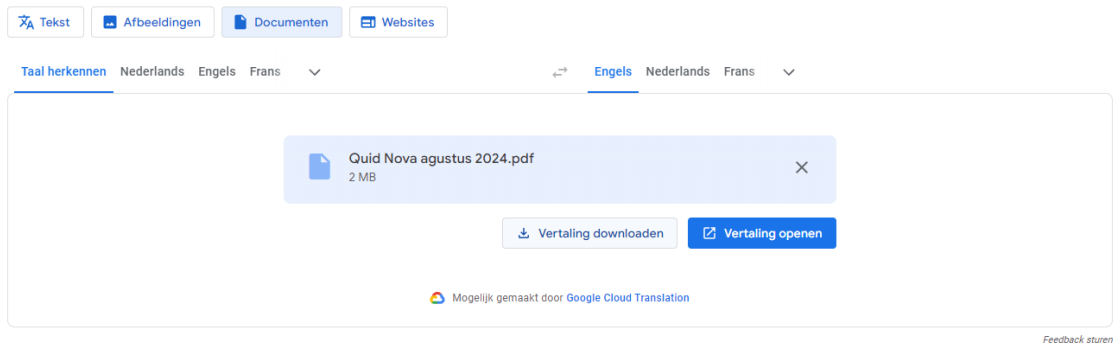 Tekst Afbeeldingen Documenten Websites
Taal herkennen Nederlands Engels Frans Engels Nederlands Frans
Quid Nova agustus 2024.pdf
2 MB
Vertaling downloaden Vertaling openen
Mogelijk gemaakt door Google Cloud Translation
Feedback sturen